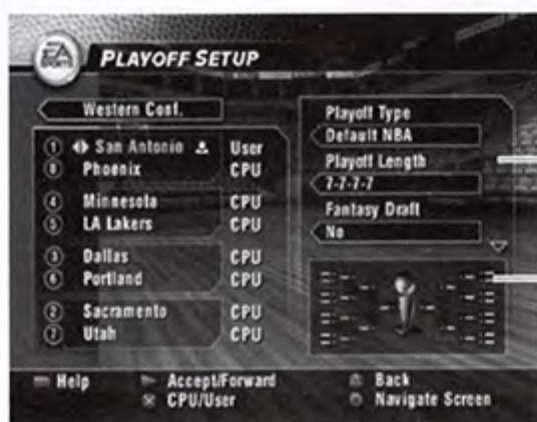 EA SPORTS
PLAYOFF SETUP
Western Conf.
1 San Antonio User
8 Phoenix CPU
4 Minnesota CPU
5 LA Lakers CPU
3 Dallas CPU
6 Portland CPU
2 Sacramento CPU
7 Utah CPU
Playoff Type
Default NBA
Playoff Length
7-7-7-7
Fantasy Draft
No
Help
Accept/Forward
Back
CPU/User
Navigate Screen